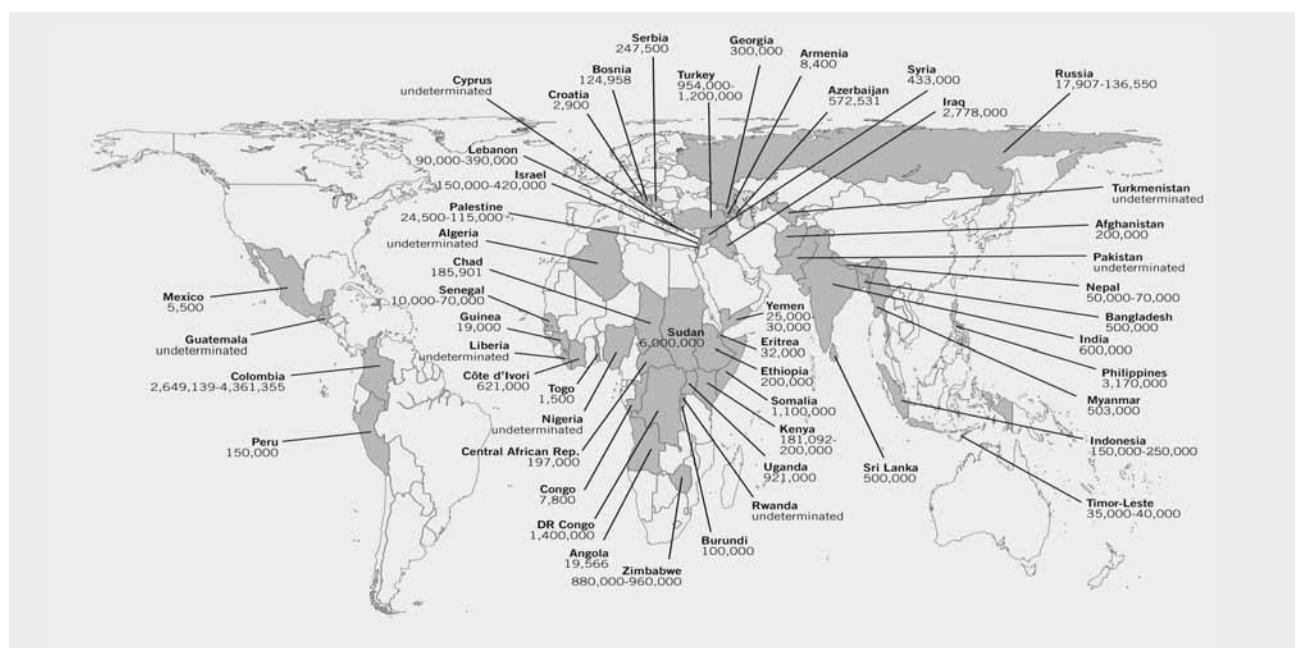 Serbia
247,500
Georgia
300,000
Armenia
8,400
Bosnia
124,958
Turkey
954,000-
1,200,000
Syria
433,000
Russia
17,907-136,550
Cyprus
undeterminated
Croatia
2,900
Azerbaijan
572,531
Iraq
2,778,000
Lebanon
90,000-390,000
Israel
150,000-420,000
Turkmenistan
undeterminated
Palestine
24,500-115,000
Afghanistan
200,000
Algeria
undeterminated
Pakistan
undeterminated
Chad
185,901
Nepal
50,000-70,000
Mexico
5,500
Senegal
10,000-70,000
Yemen
25,000-
30,000
Bangladesh
500,000
Guinea
19,000
Sudan
6,000,000
Guatemala
undeterminated
Liberia
undeterminated
Eritrea
32,000
India
600,000
Colombia
2,649,139-4,361,355
Côte d'Ivori
621,000
Ethiopia
200,000
Philippines
3,170,000
Togo
1,500
Somalia
1,100,000
Myanmar
503,000
Nigeria
undeterminated
Kenya
181,092-
200,000
Peru
150,000
Indonesia
150,000-250,000
Central African Rep.
197,000
Uganda
921,000
Sri Lanka
500,000
Congo
7,800
Rwanda
undeterminated
Timor-Leste
35,000-40,000
DR Congo
1,400,000
Burundi
100,000
Angola
19,566
Zimbabwe
880,000-960,000